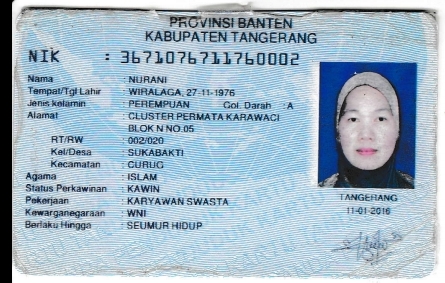 PROVINSI BANTEN
KABUPATEN TANGERANG
NIK : 3671076711760002
Nama : NURANI
Tempat/Tgl Lahir : WIRALAGA, 27-11-1976
Jenis kelamin : PEREMPUAN Gol. Darah : A
Alamat : CLUSTER PERMATA KARAWACI
BLOK N NO.05
RT/RW : 002/020
Kel/Desa : SUKABAKTI
Kecamatan : CURUG
Agama : ISLAM
Status Perkawinan : KAWIN
Pekerjaan : KARYAWAN SWASTA
Kewarganegaraan : WNI
Berlaku Hingga : SEUMUR HIDUP
TANGERANG
11-01-2016